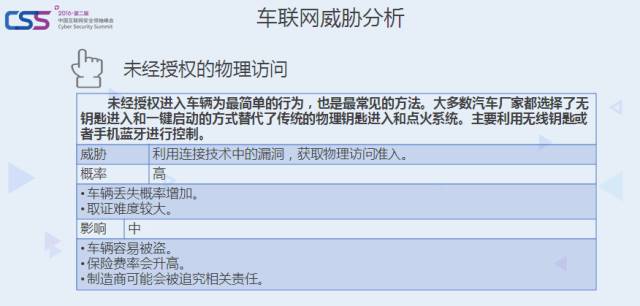 CSS
2016·第二届
中国互联网安全领袖峰会
Cyber Security Summit
车联网威胁分析
未经授权的物理访问
未经授权进入车辆为最简单的行为，也是最常见的方法。大多数汽车厂家都选择了无
钥匙进入和一键启动的方式替代了传统的物理钥匙进入和点火系统。主要利用无线钥匙或
者手机蓝牙进行控制。
威胁 利用连接技术中的漏洞，获取物理访问准入。
概率 高
• 车辆丢失概率增加。
• 取证难度较大。
影响 中
• 车辆容易被盗。
• 保险费率会升高。
• 制造商可能会被追究相关责任。